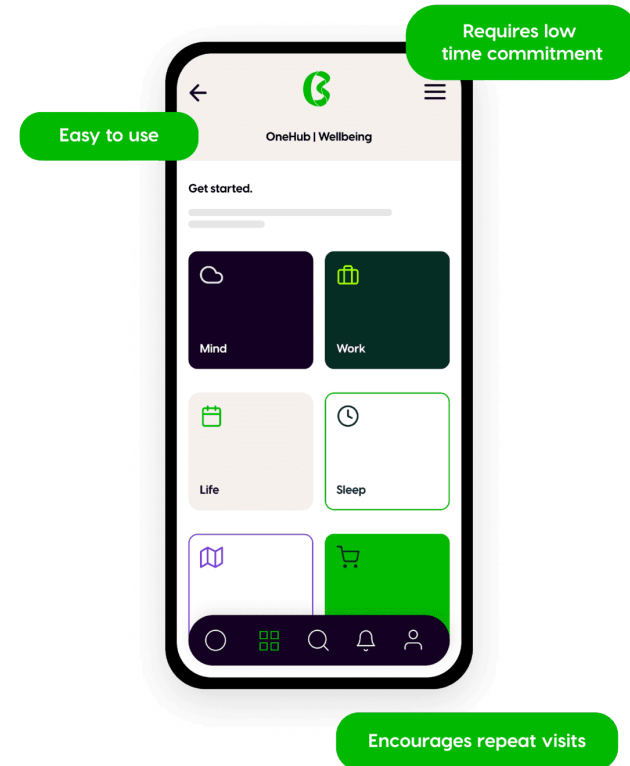 Requires low
time commitment
Easy to use
OneHub | Wellbeing
Get started.
Mind
Work
Life
Sleep
Encourages repeat visits